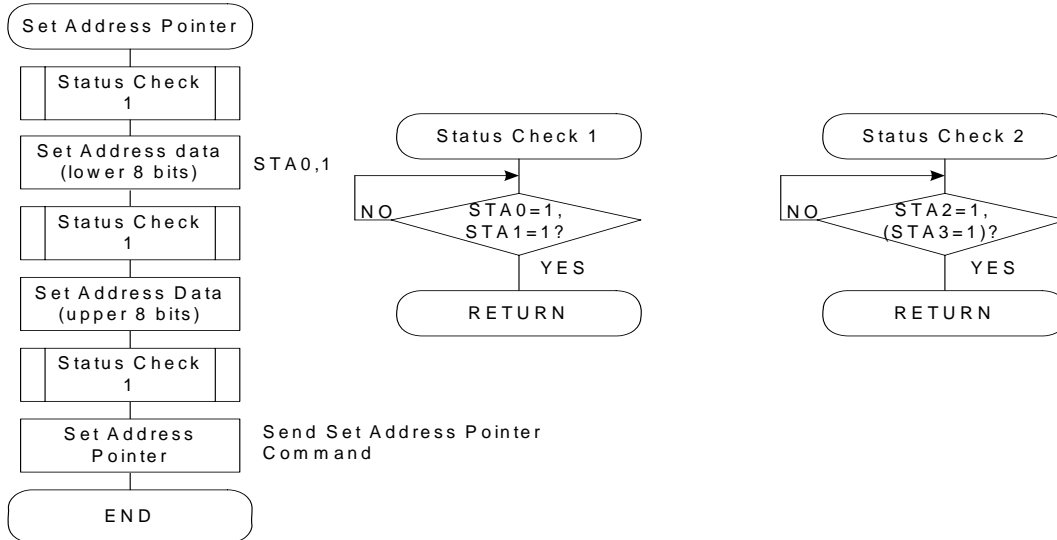 Set Address Pointer
Status Check
1
Set Address data
(lower 8 bits)
STA0,1
Status Check
1
Set Address Data
(upper 8 bits)
Status Check
1
Set Address
Pointer
Send Set Address Pointer
Command
END
Status Check 1
NO
STA0=1,
STA1=1?
YES
RETURN
Status Check 2
NO
STA2=1,
(STA3=1)?
YES
RETURN